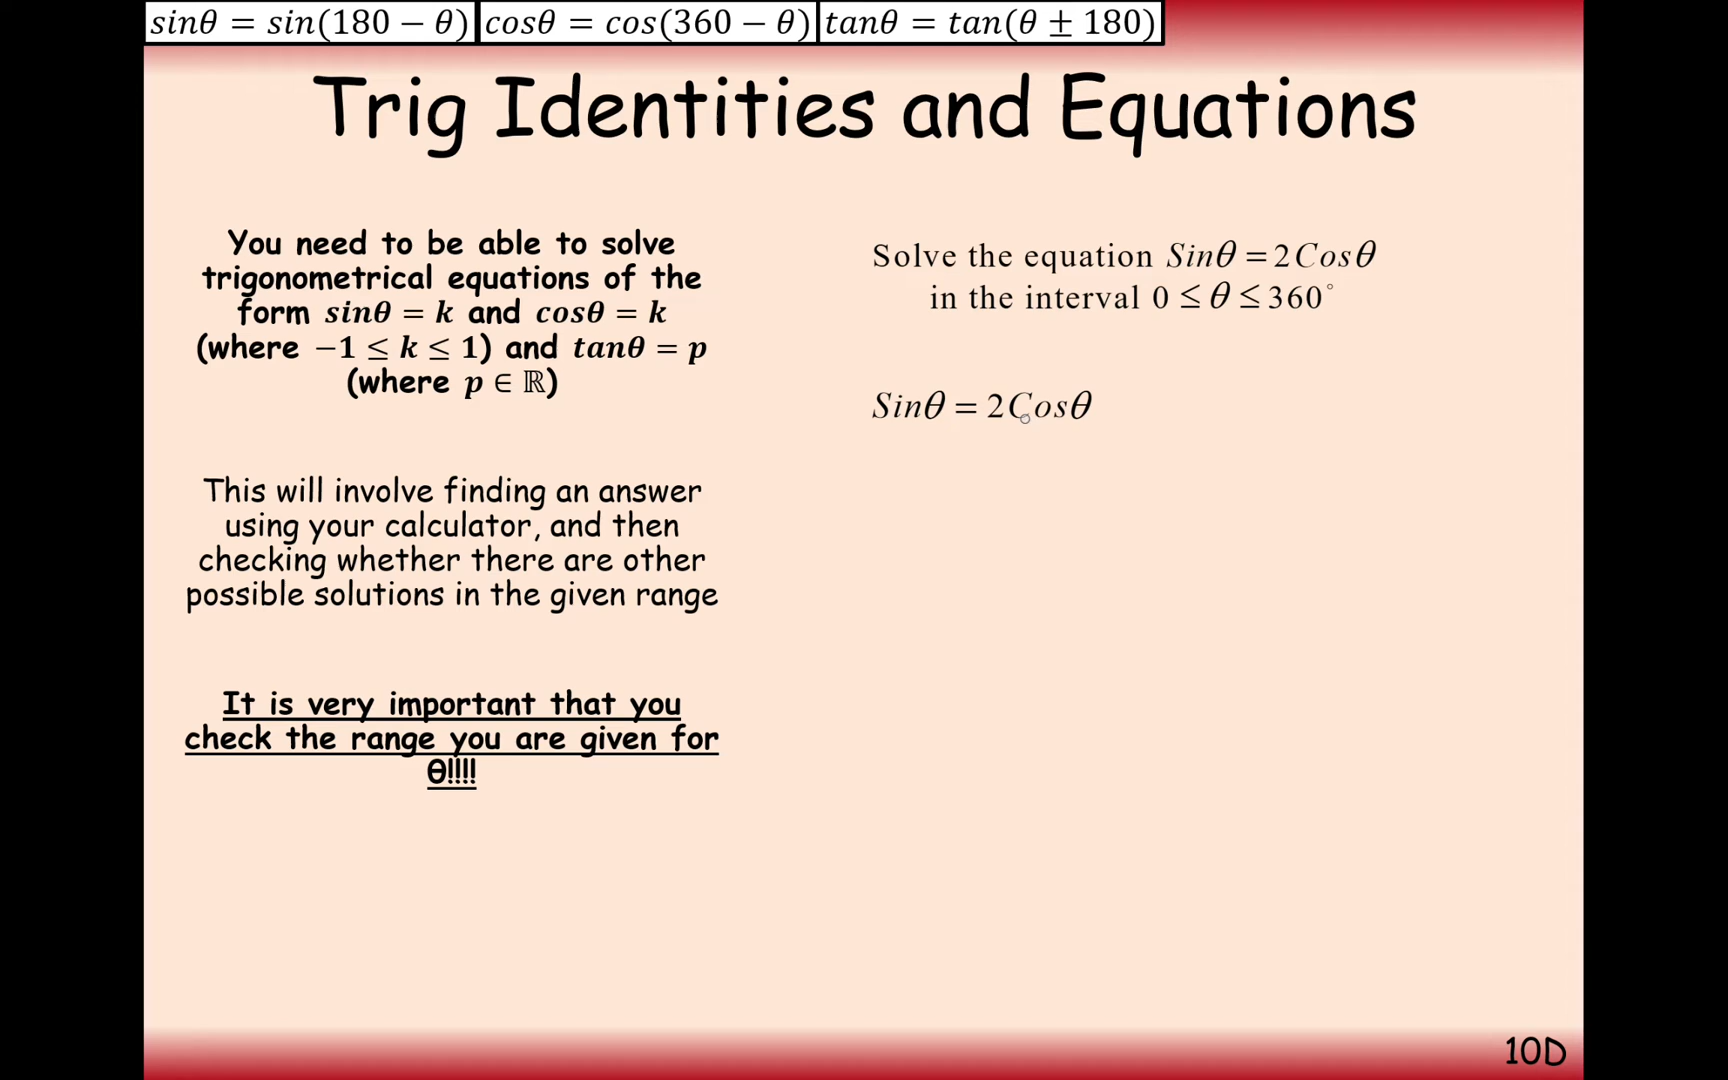 sinθ = sin(180 − θ) cosθ = cos(360 − θ) tanθ = tan(θ ± 180)
Trig Identities and Equations
You need to be able to solve
trigonometrical equations of the
form sinθ = k and cosθ = k
(where −1 ≤ k ≤ 1) and tanθ = p
(where p ∈ ℝ)
This will involve finding an answer
using your calculator, and then
checking whether there are other
possible solutions in the given range
It is very important that you
check the range you are given for
θ!!!!
Solve the equation Sinθ = 2Cosθ
in the interval 0 ≤ θ ≤ 360°
Sinθ = 2Cosθ
10D